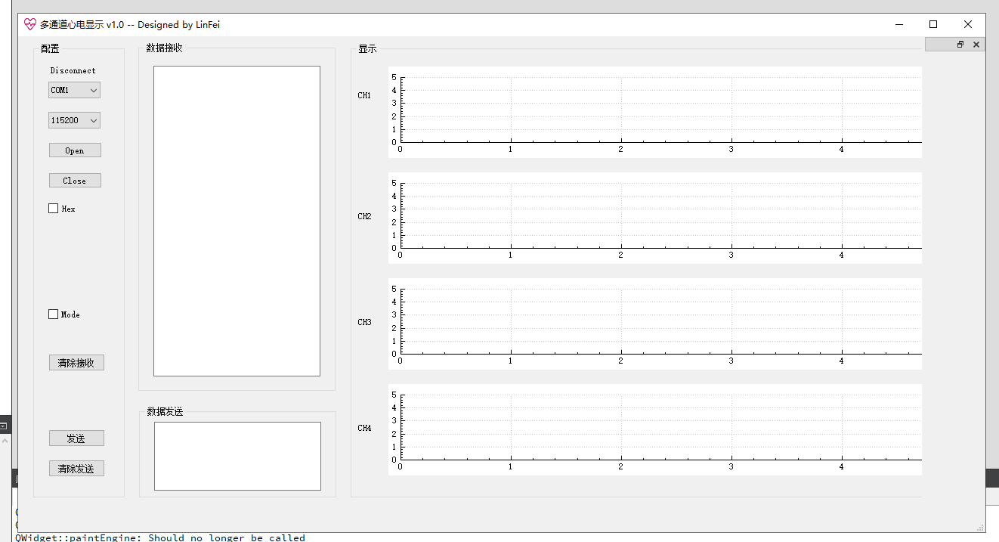 多通道心电显示 v1.0 -- Designed by LinFei
配置
Disconnect
COM1
115200
Open
Close
Hex
Mode
清除接收
发送
清除发送
数据接收
数据发送
显示
CH1
5
4
3
2
1
0
0 1 2 3 4
CH2
5
4
3
2
1
0
0 1 2 3 4
CH3
5
4
3
2
1
0
0 1 2 3 4
CH4
5
4
3
2
1
0
0 1 2 3 4
QWidget::paintEngine: Should no longer be called